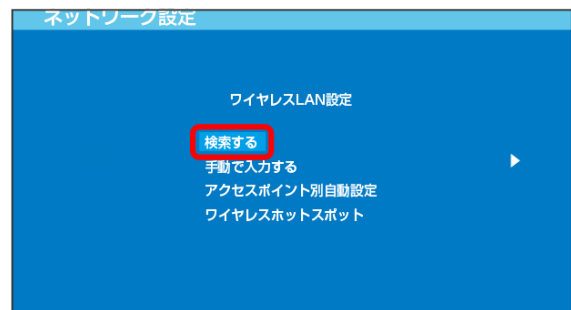 ネットワーク設定
ワイヤレスLAN設定
検索する
手動で入力する
アクセスポイント別自動設定
ワイヤレスホットスポット